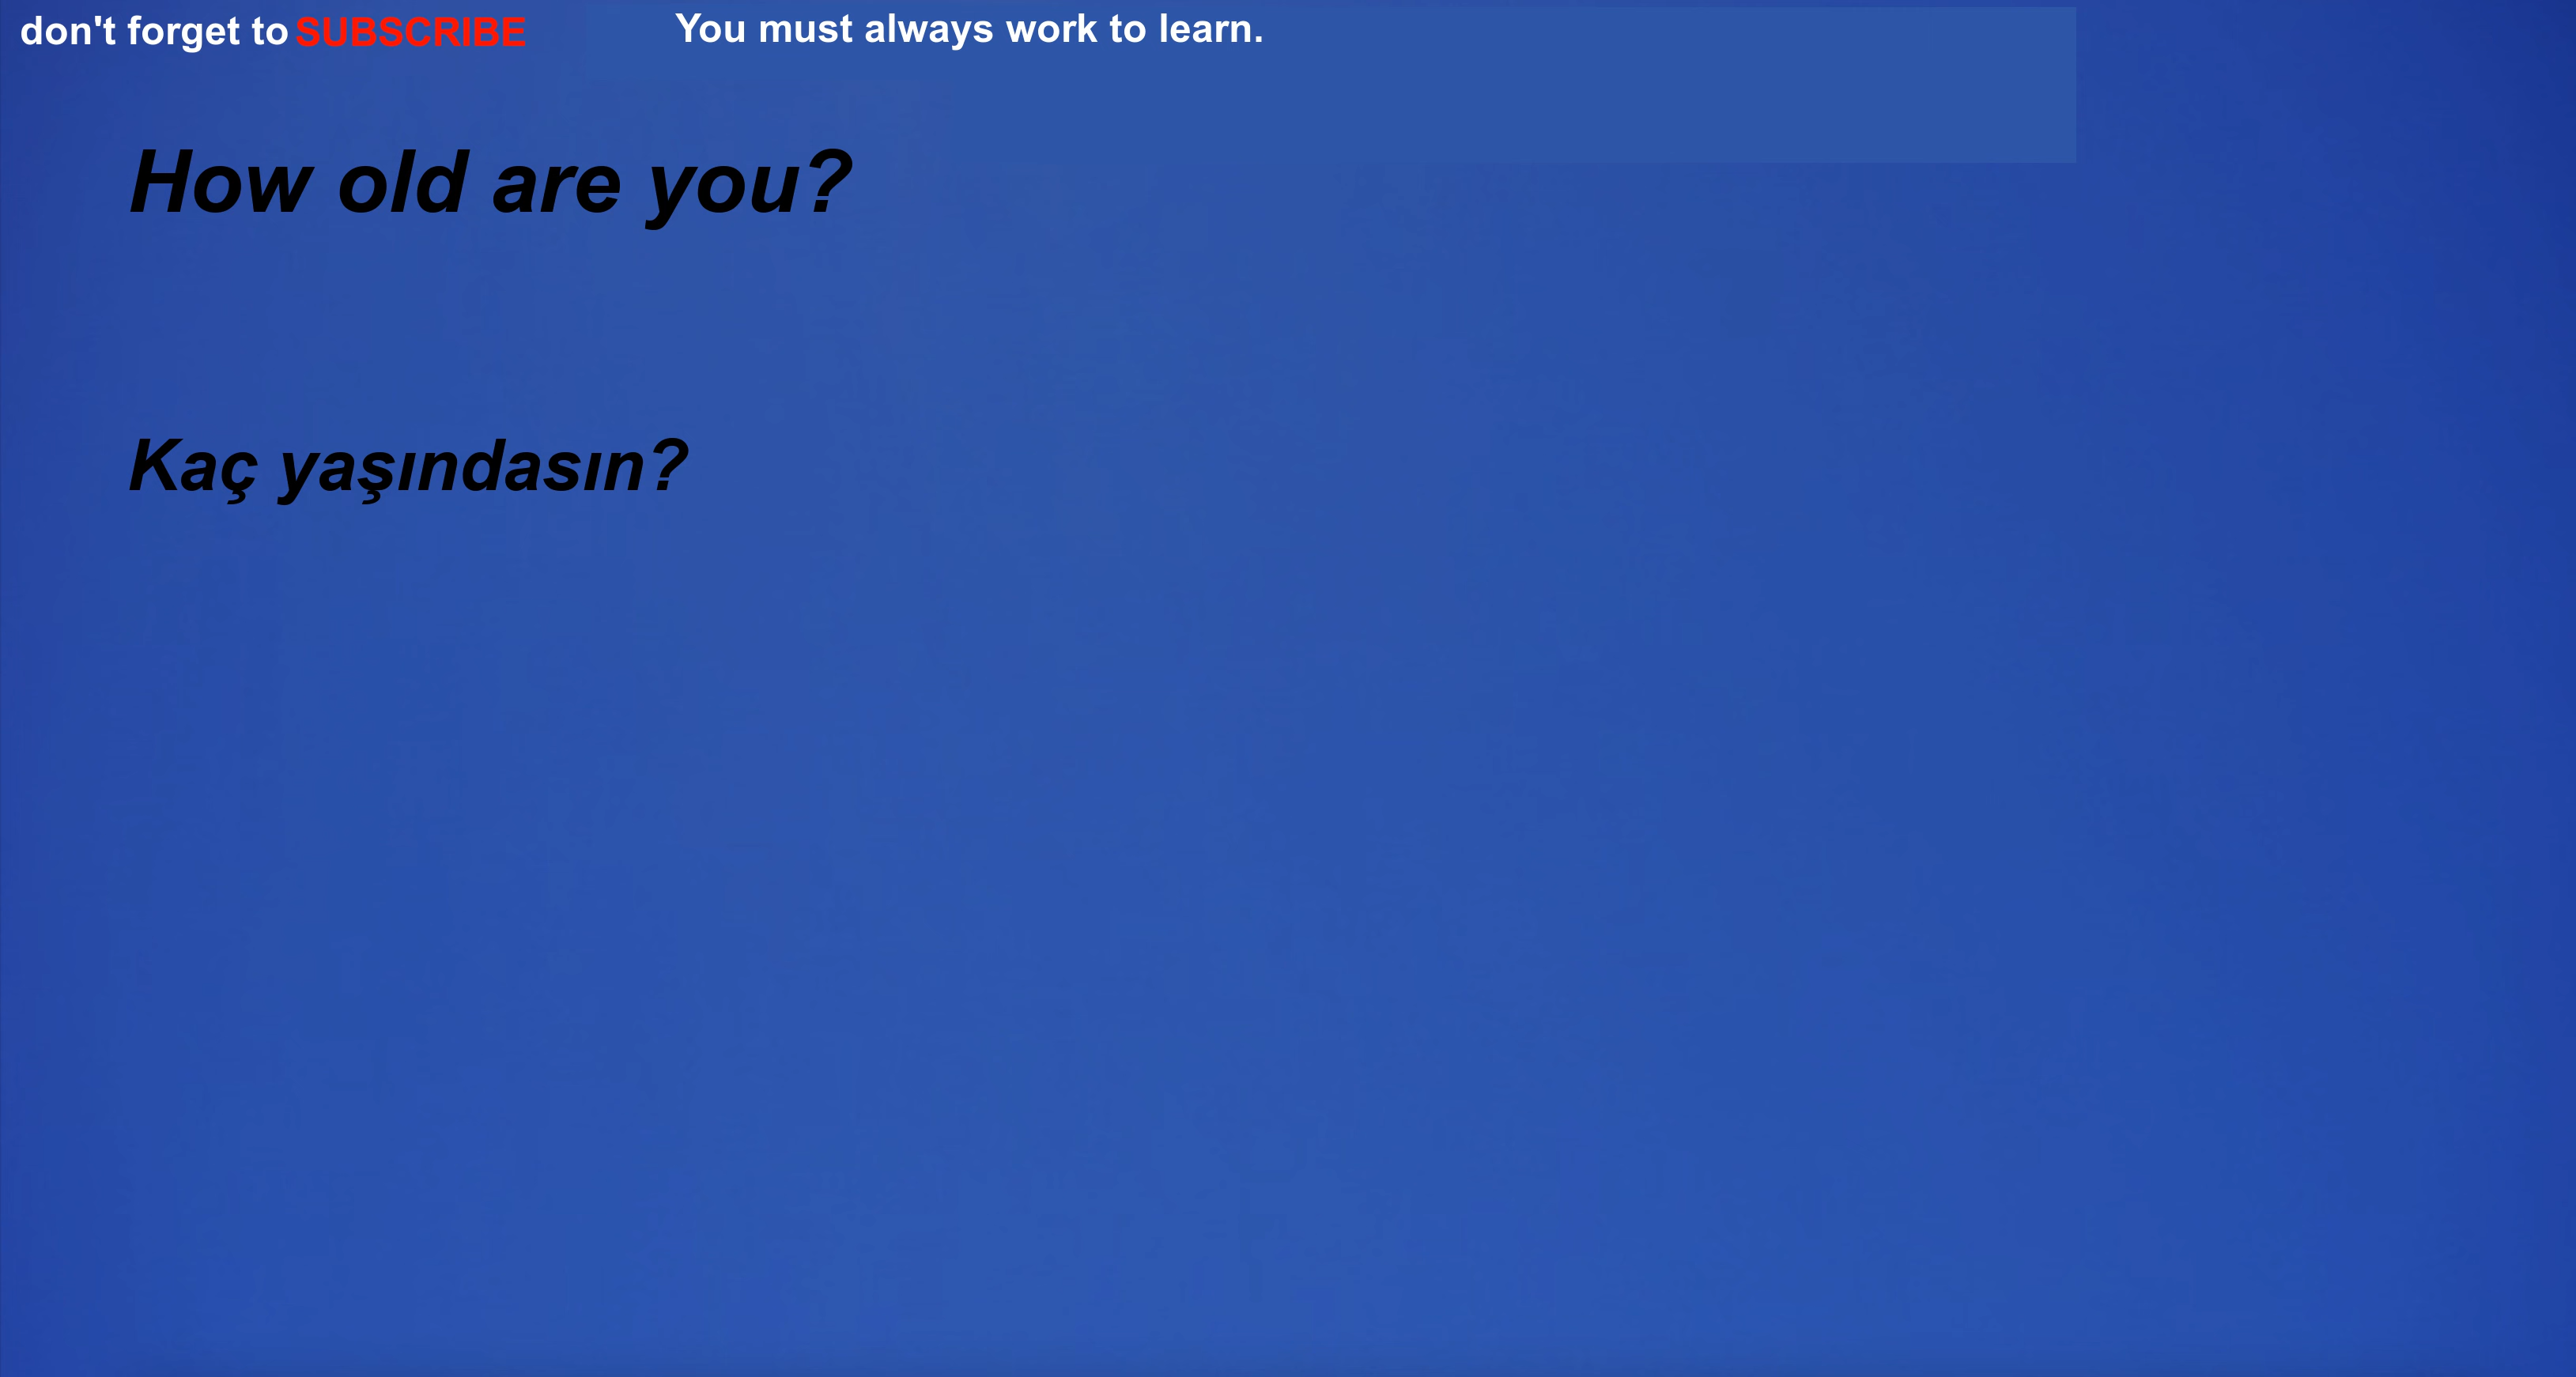 don't forget to SUBSCRIBE
You must always work to learn.
How old are you?
Kaç yaşındasın?